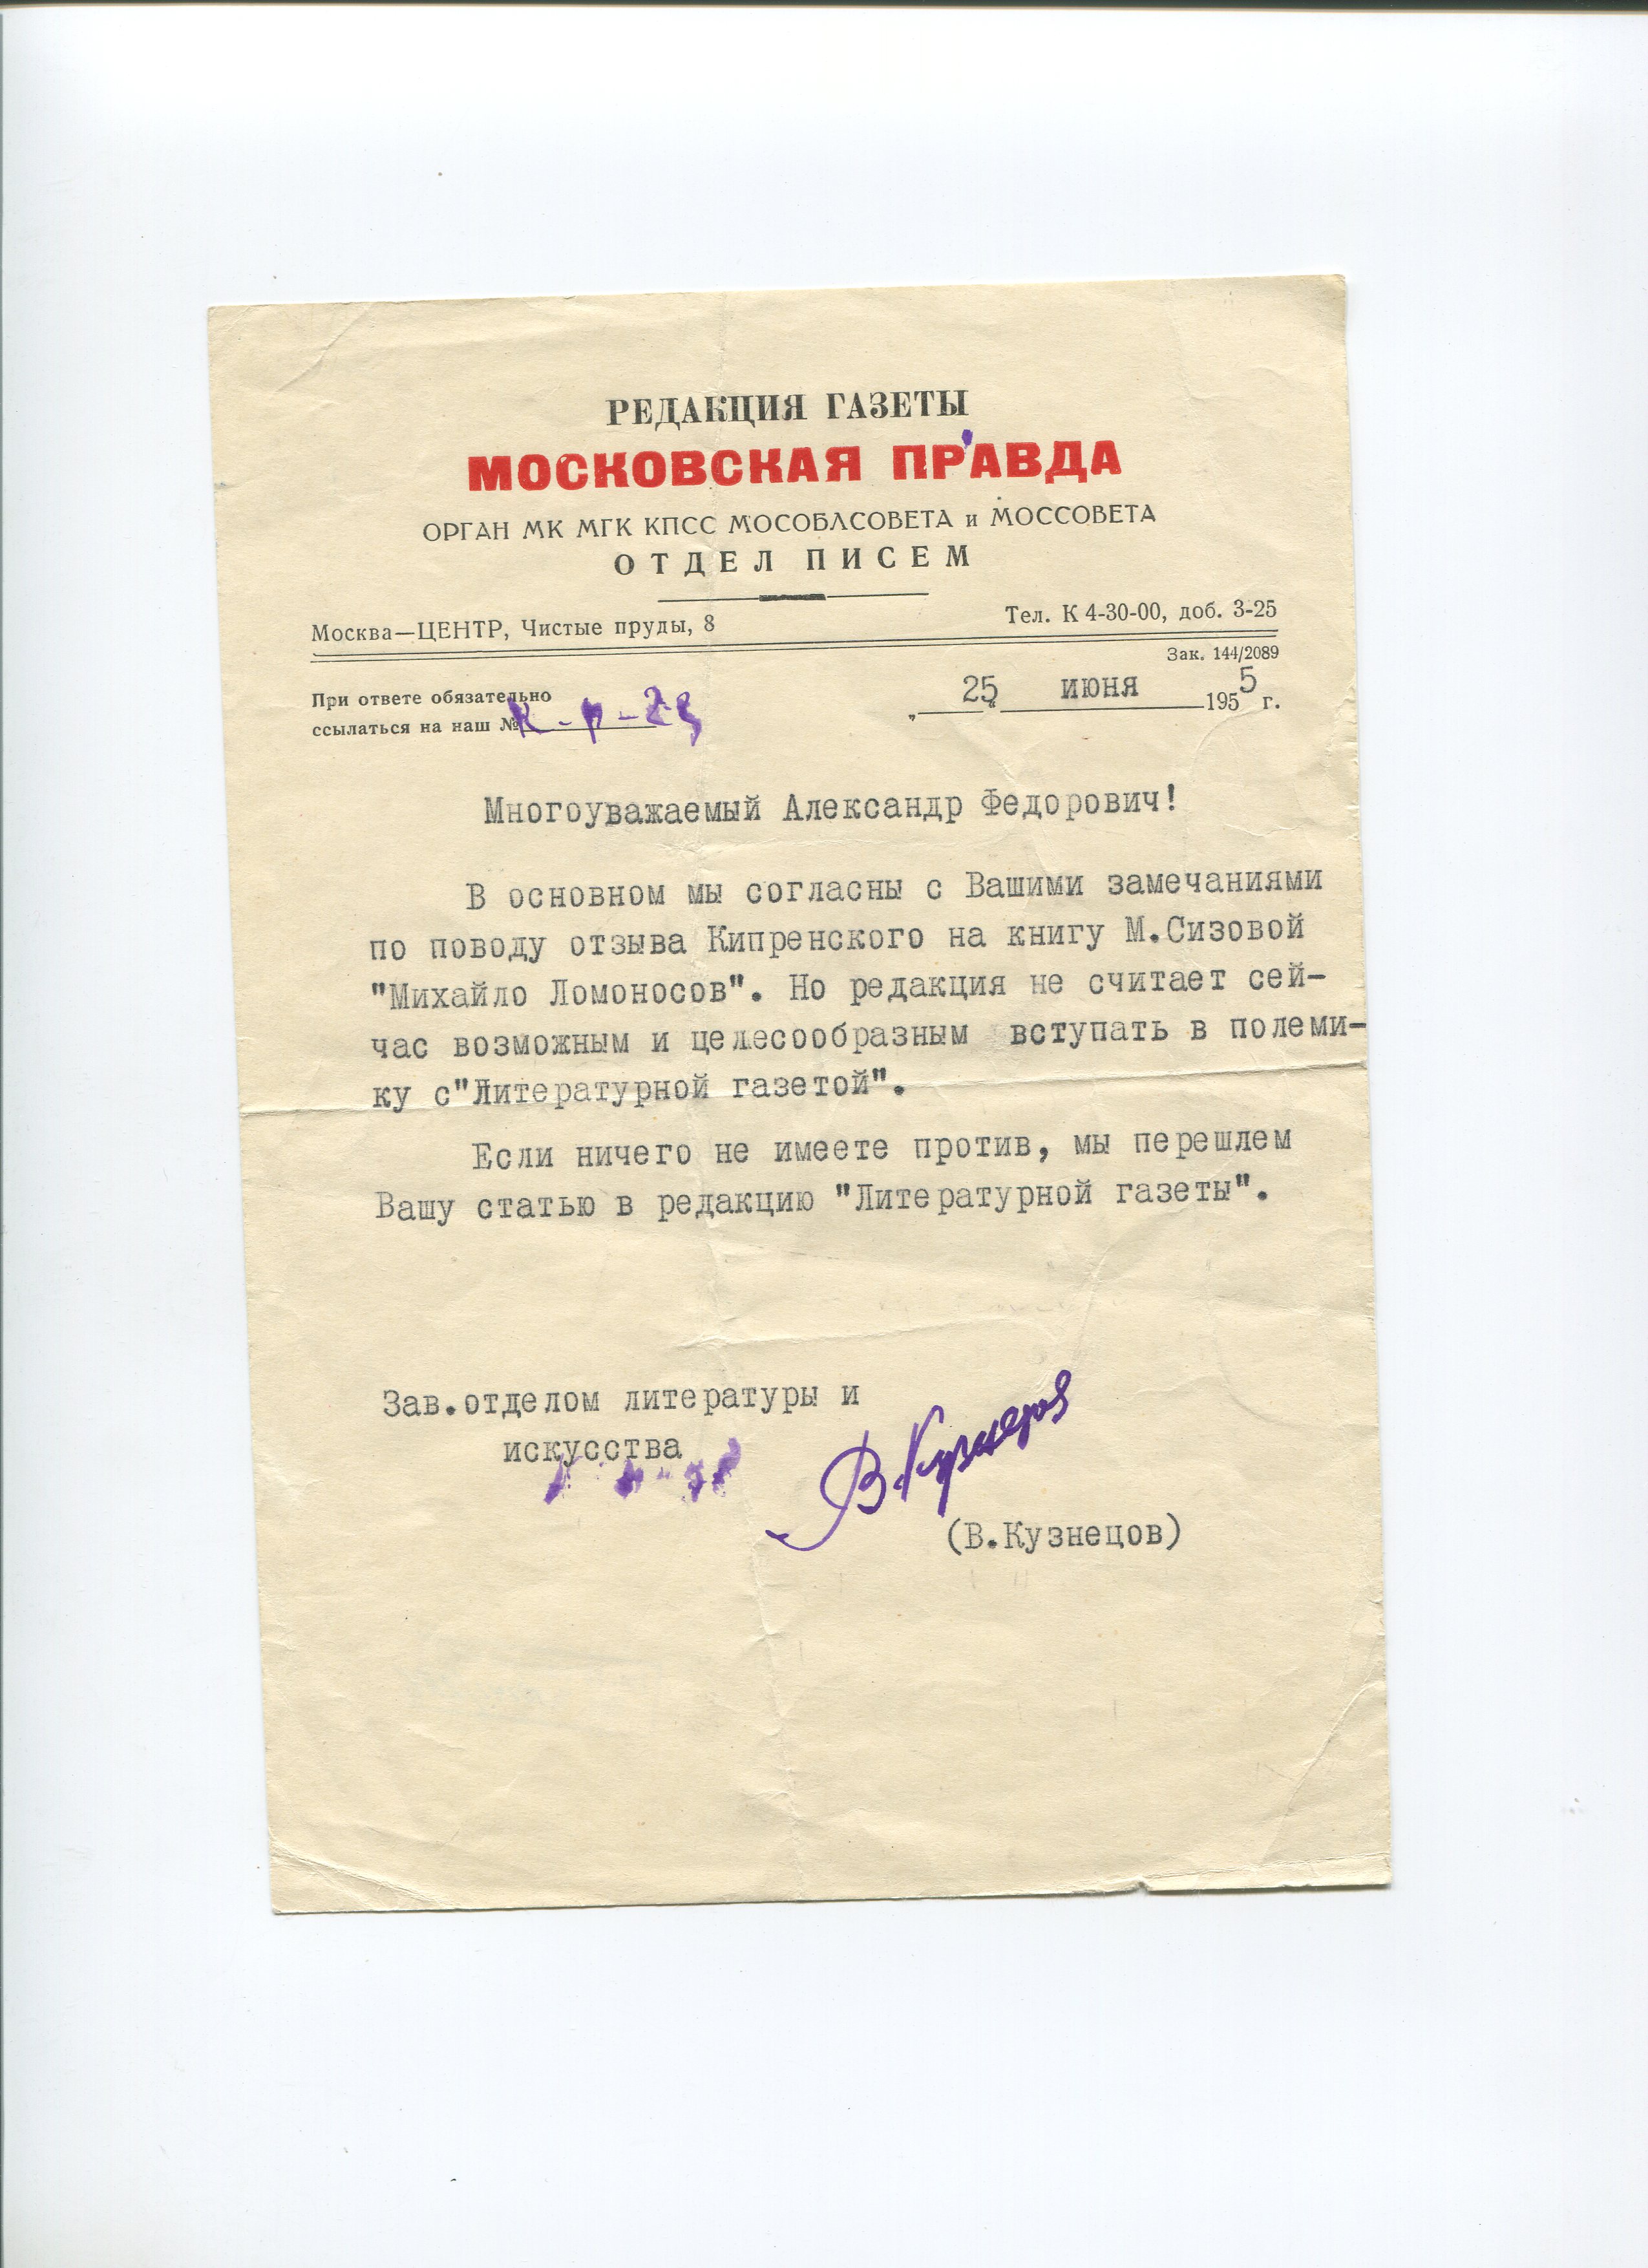 РЕДАКЦИЯ ГАЗЕТЫ
МОСКОВСКАЯ ПРАВДА
ОРГАН МК МГК КПСС МОСОБЛСОВЕТА и МОССОВЕТА
ОТДЕЛ ПИСЕМ
Москва—ЦЕНТР, Чистые пруды, 8 Тел. К 4-30-00, доб. 3-25
Зак. 144/2089
„25“ июня 1955 г.
При ответе обязательно
ссылаться на наш №
Многоуважаемый Александр Федорович!
В основном мы согласны с Вашими замечаниями
по поводу отзыва Кипренского на книгу М.Сизовой
"Михайло Ломоносов". Но редакция не считает сей-
час возможным и целесообразным вступать в полеми-
ку с"Литературной газетой".
Если ничего не имеете против, мы перешлем
Вашу статью в редакцию "Литературной газеты".
Зав.отделом литературы и
искусства
В.Кузнецов
(В.Кузнецов)